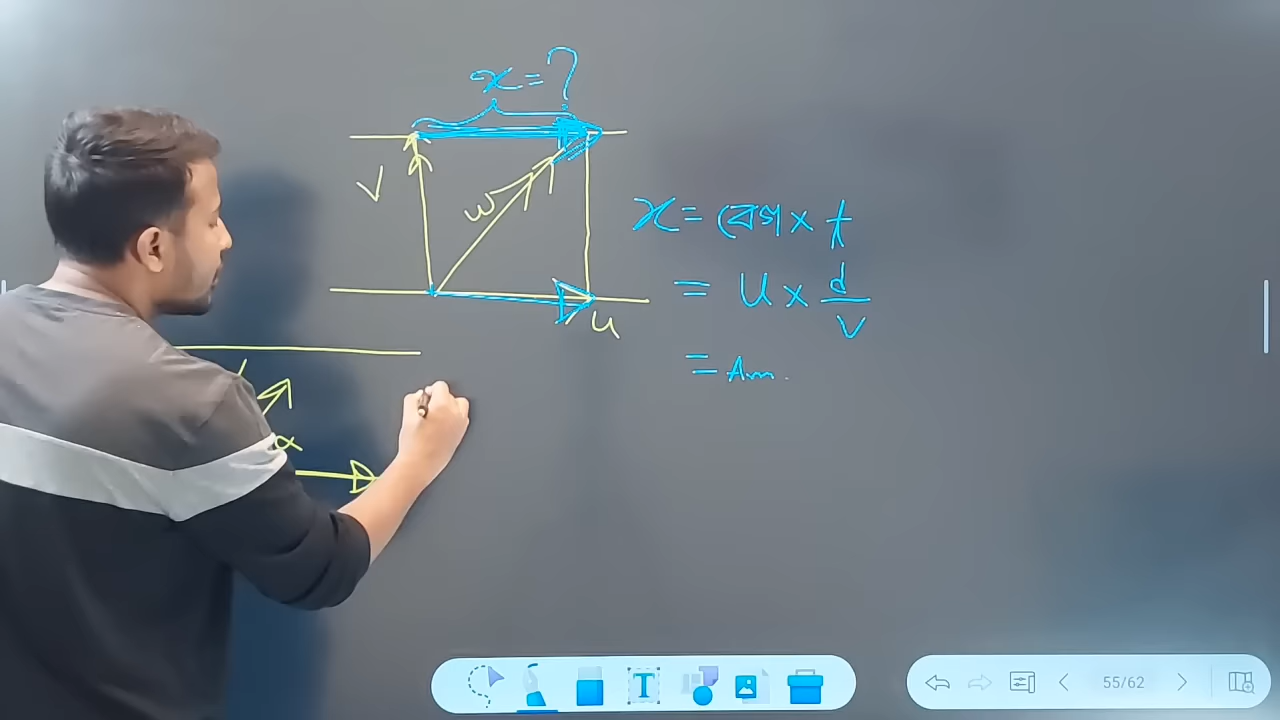 x = ?
v
w
u
x = বেগ × t
= u × d/v
= Am.
α
T
55/62